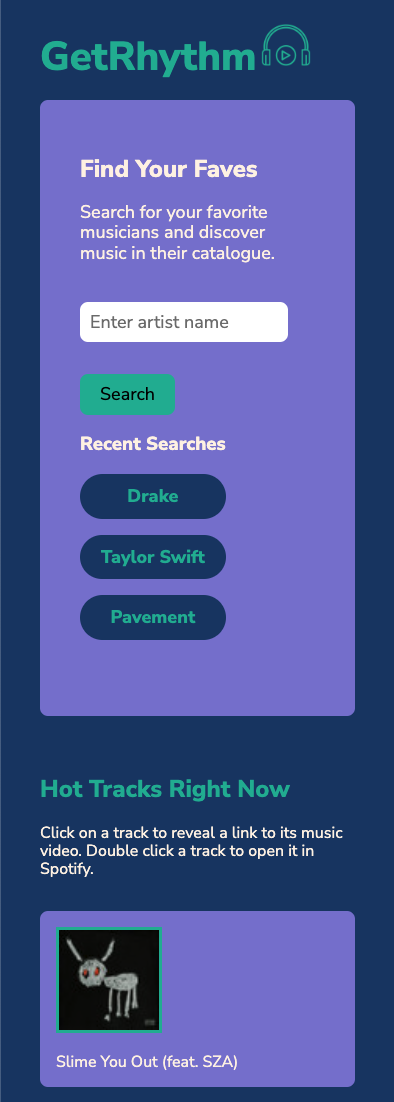 GetRhythm
Find Your Faves
Search for your favorite
musicians and discover
music in their catalogue.
Enter artist name
Search
Recent Searches
Drake
Taylor Swift
Pavement
Hot Tracks Right Now
Click on a track to reveal a link to its music
video. Double click a track to open it in
Spotify.
Slime You Out (feat. SZA)